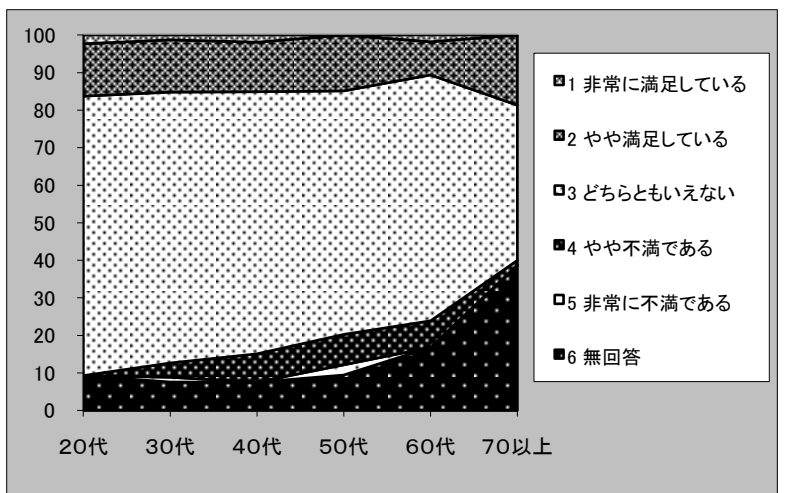 100
90
80
70
60
50
40
30
20
10
0
20代 30代 40代 50代 60代 70以上
1 非常に満足している
2 やや満足している
3 どちらともいえない
4 やや不満である
5 非常に不満である
6 無回答